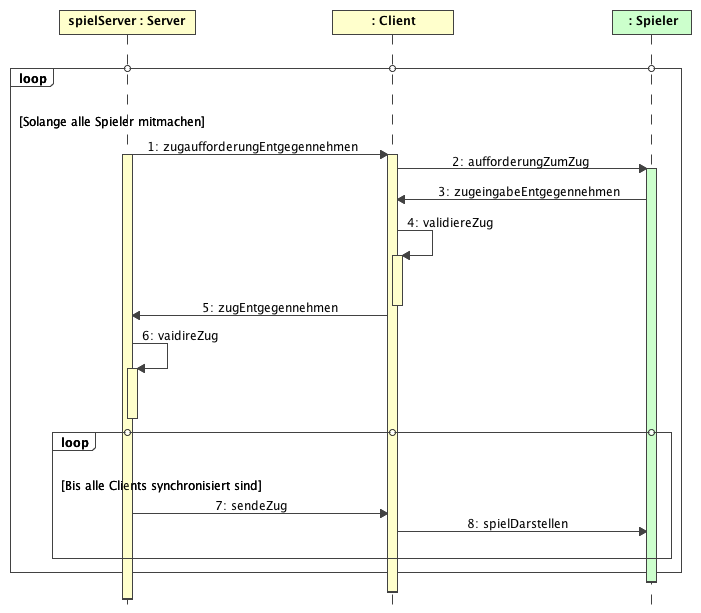 spielServer : Server
: Client
: Spieler
loop
[Solange alle Spieler mitmachen]
1: zugaufforderungEntgegennehmen
2: aufforderungZumZug
3: zugeingabeEntgegennehmen
4: validiereZug
5: zugEntgegennehmen
6: vaidireZug
loop
[Bis alle Clients synchronisiert sind]
7: sendeZug
8: spielDarstellen